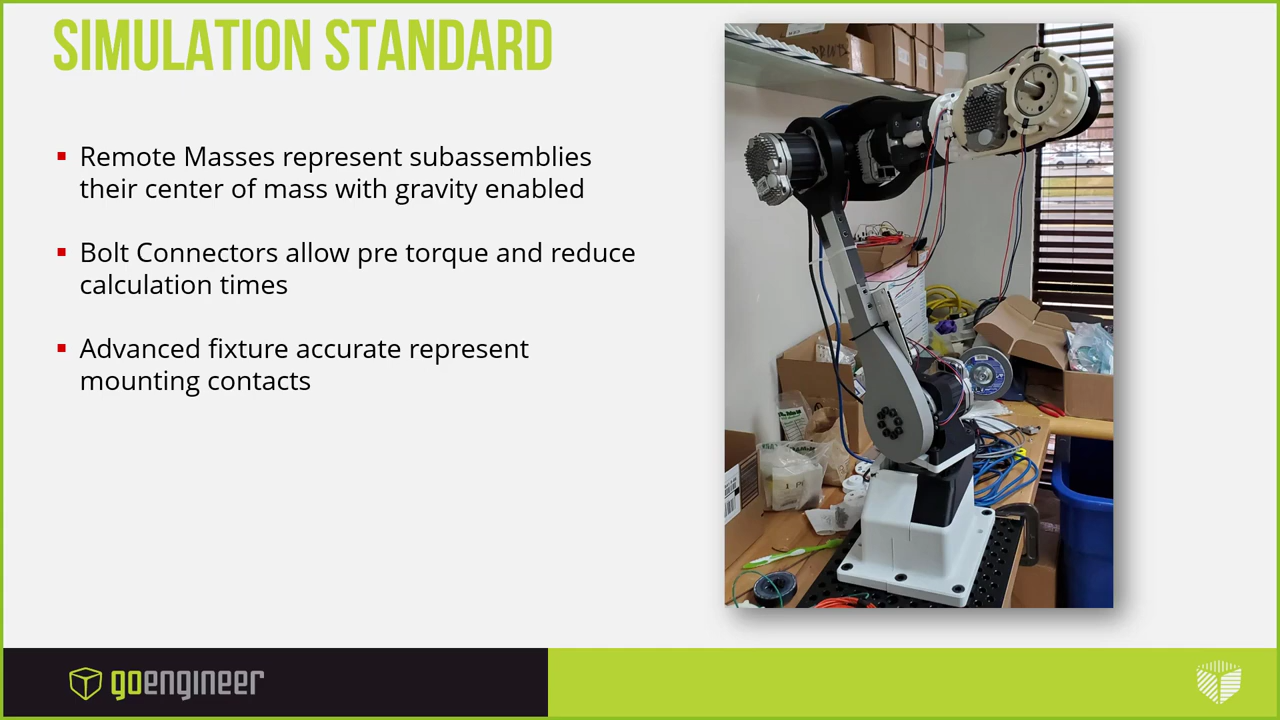 SIMULATION STANDARD
Remote Masses represent subassemblies
their center of mass with gravity enabled
Bolt Connectors allow pre torque and reduce
calculation times
Advanced fixture accurate represent
mounting contacts
goengineer